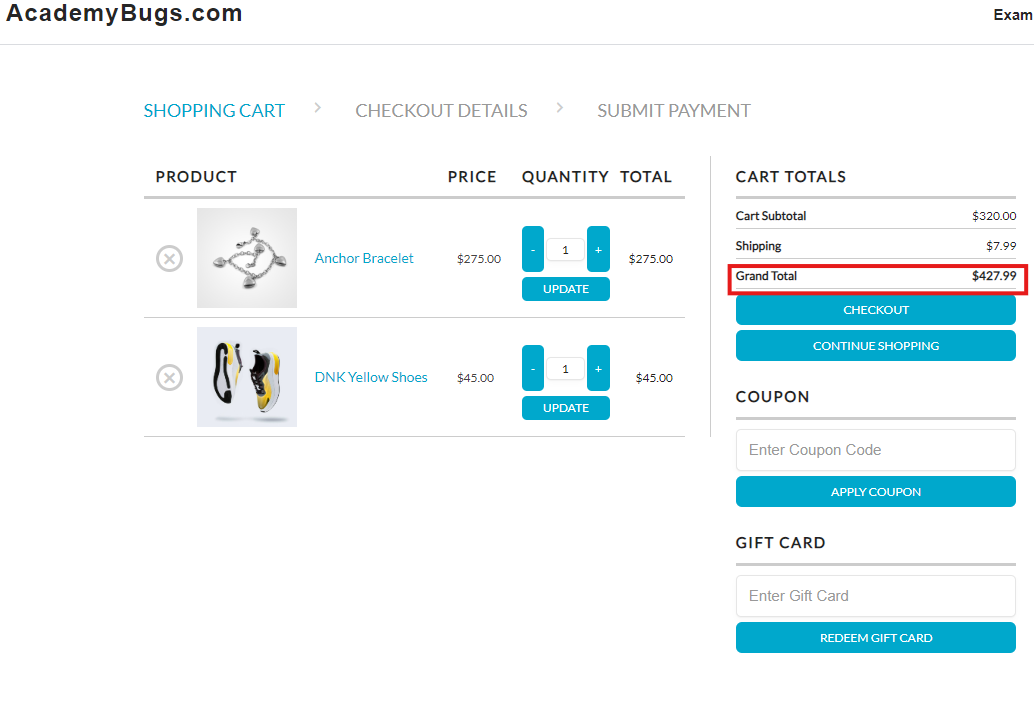 AcademyBugs.com
Exam
SHOPPING CART > CHECKOUT DETAILS > SUBMIT PAYMENT
PRODUCT PRICE QUANTITY TOTAL
Anchor Bracelet $275.00 - 1 + $275.00
UPDATE
DNK Yellow Shoes $45.00 - 1 + $45.00
UPDATE
CART TOTALS
Cart Subtotal $320.00
Shipping $7.99
Grand Total $427.99
CHECKOUT
CONTINUE SHOPPING
COUPON
Enter Coupon Code
APPLY COUPON
GIFT CARD
Enter Gift Card
REDEEM GIFT CARD